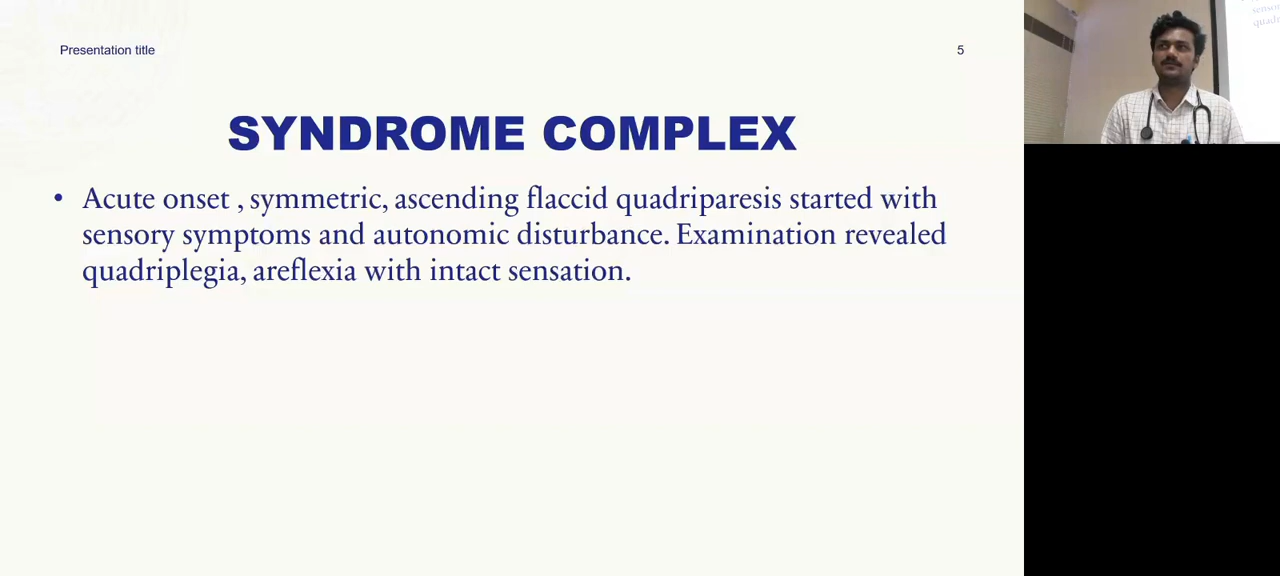 Presentation title
5
SYNDROME COMPLEX
• Acute onset , symmetric, ascending flaccid quadriparesis started with
sensory symptoms and autonomic disturbance. Examination revealed
quadriplegia, areflexia with intact sensation.